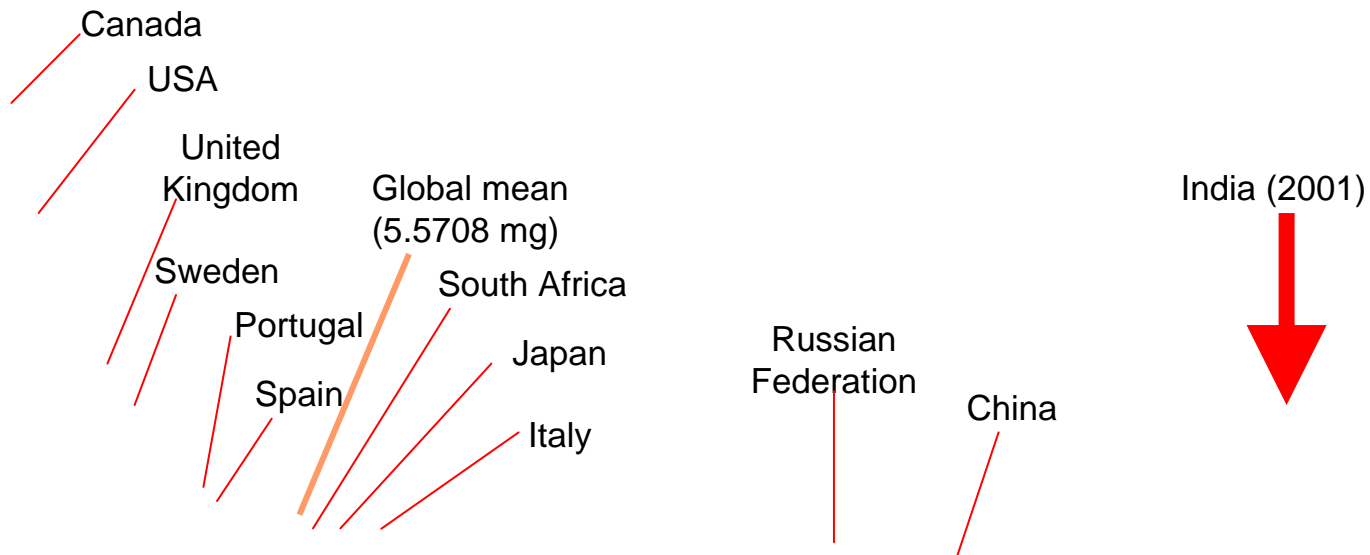 Canada
USA
United
Kingdom
Global mean
(5.5708 mg)
India (2001)
Sweden
South Africa
Portugal
Japan
Russian
Federation
Spain
China
Italy